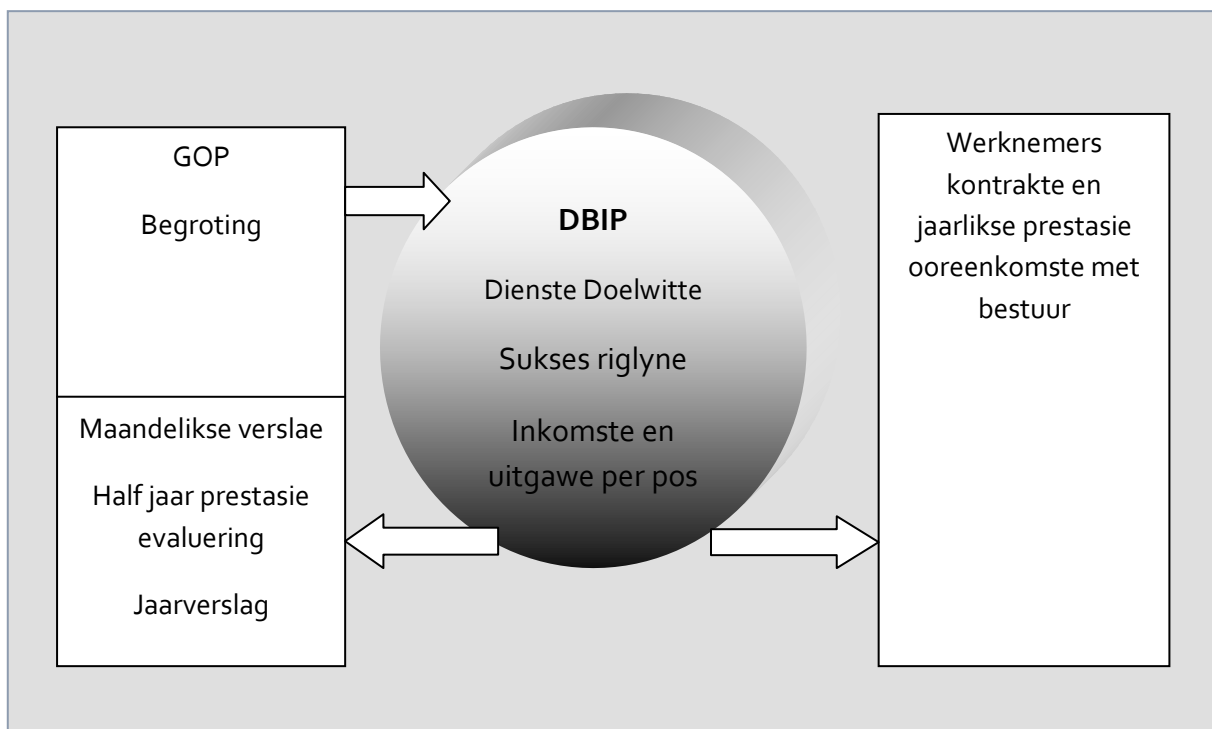 GOP
Begroting
Maandelikse verslae
Half jaar prestasie
evaluering
Jaarverslag
DBIP
Dienste Doelwitte
Sukses riglyne
Inkomste en
uitgawe per pos
Werknemers
kontrakte en
jaarlikse prestasie
ooreenkomste met
bestuur